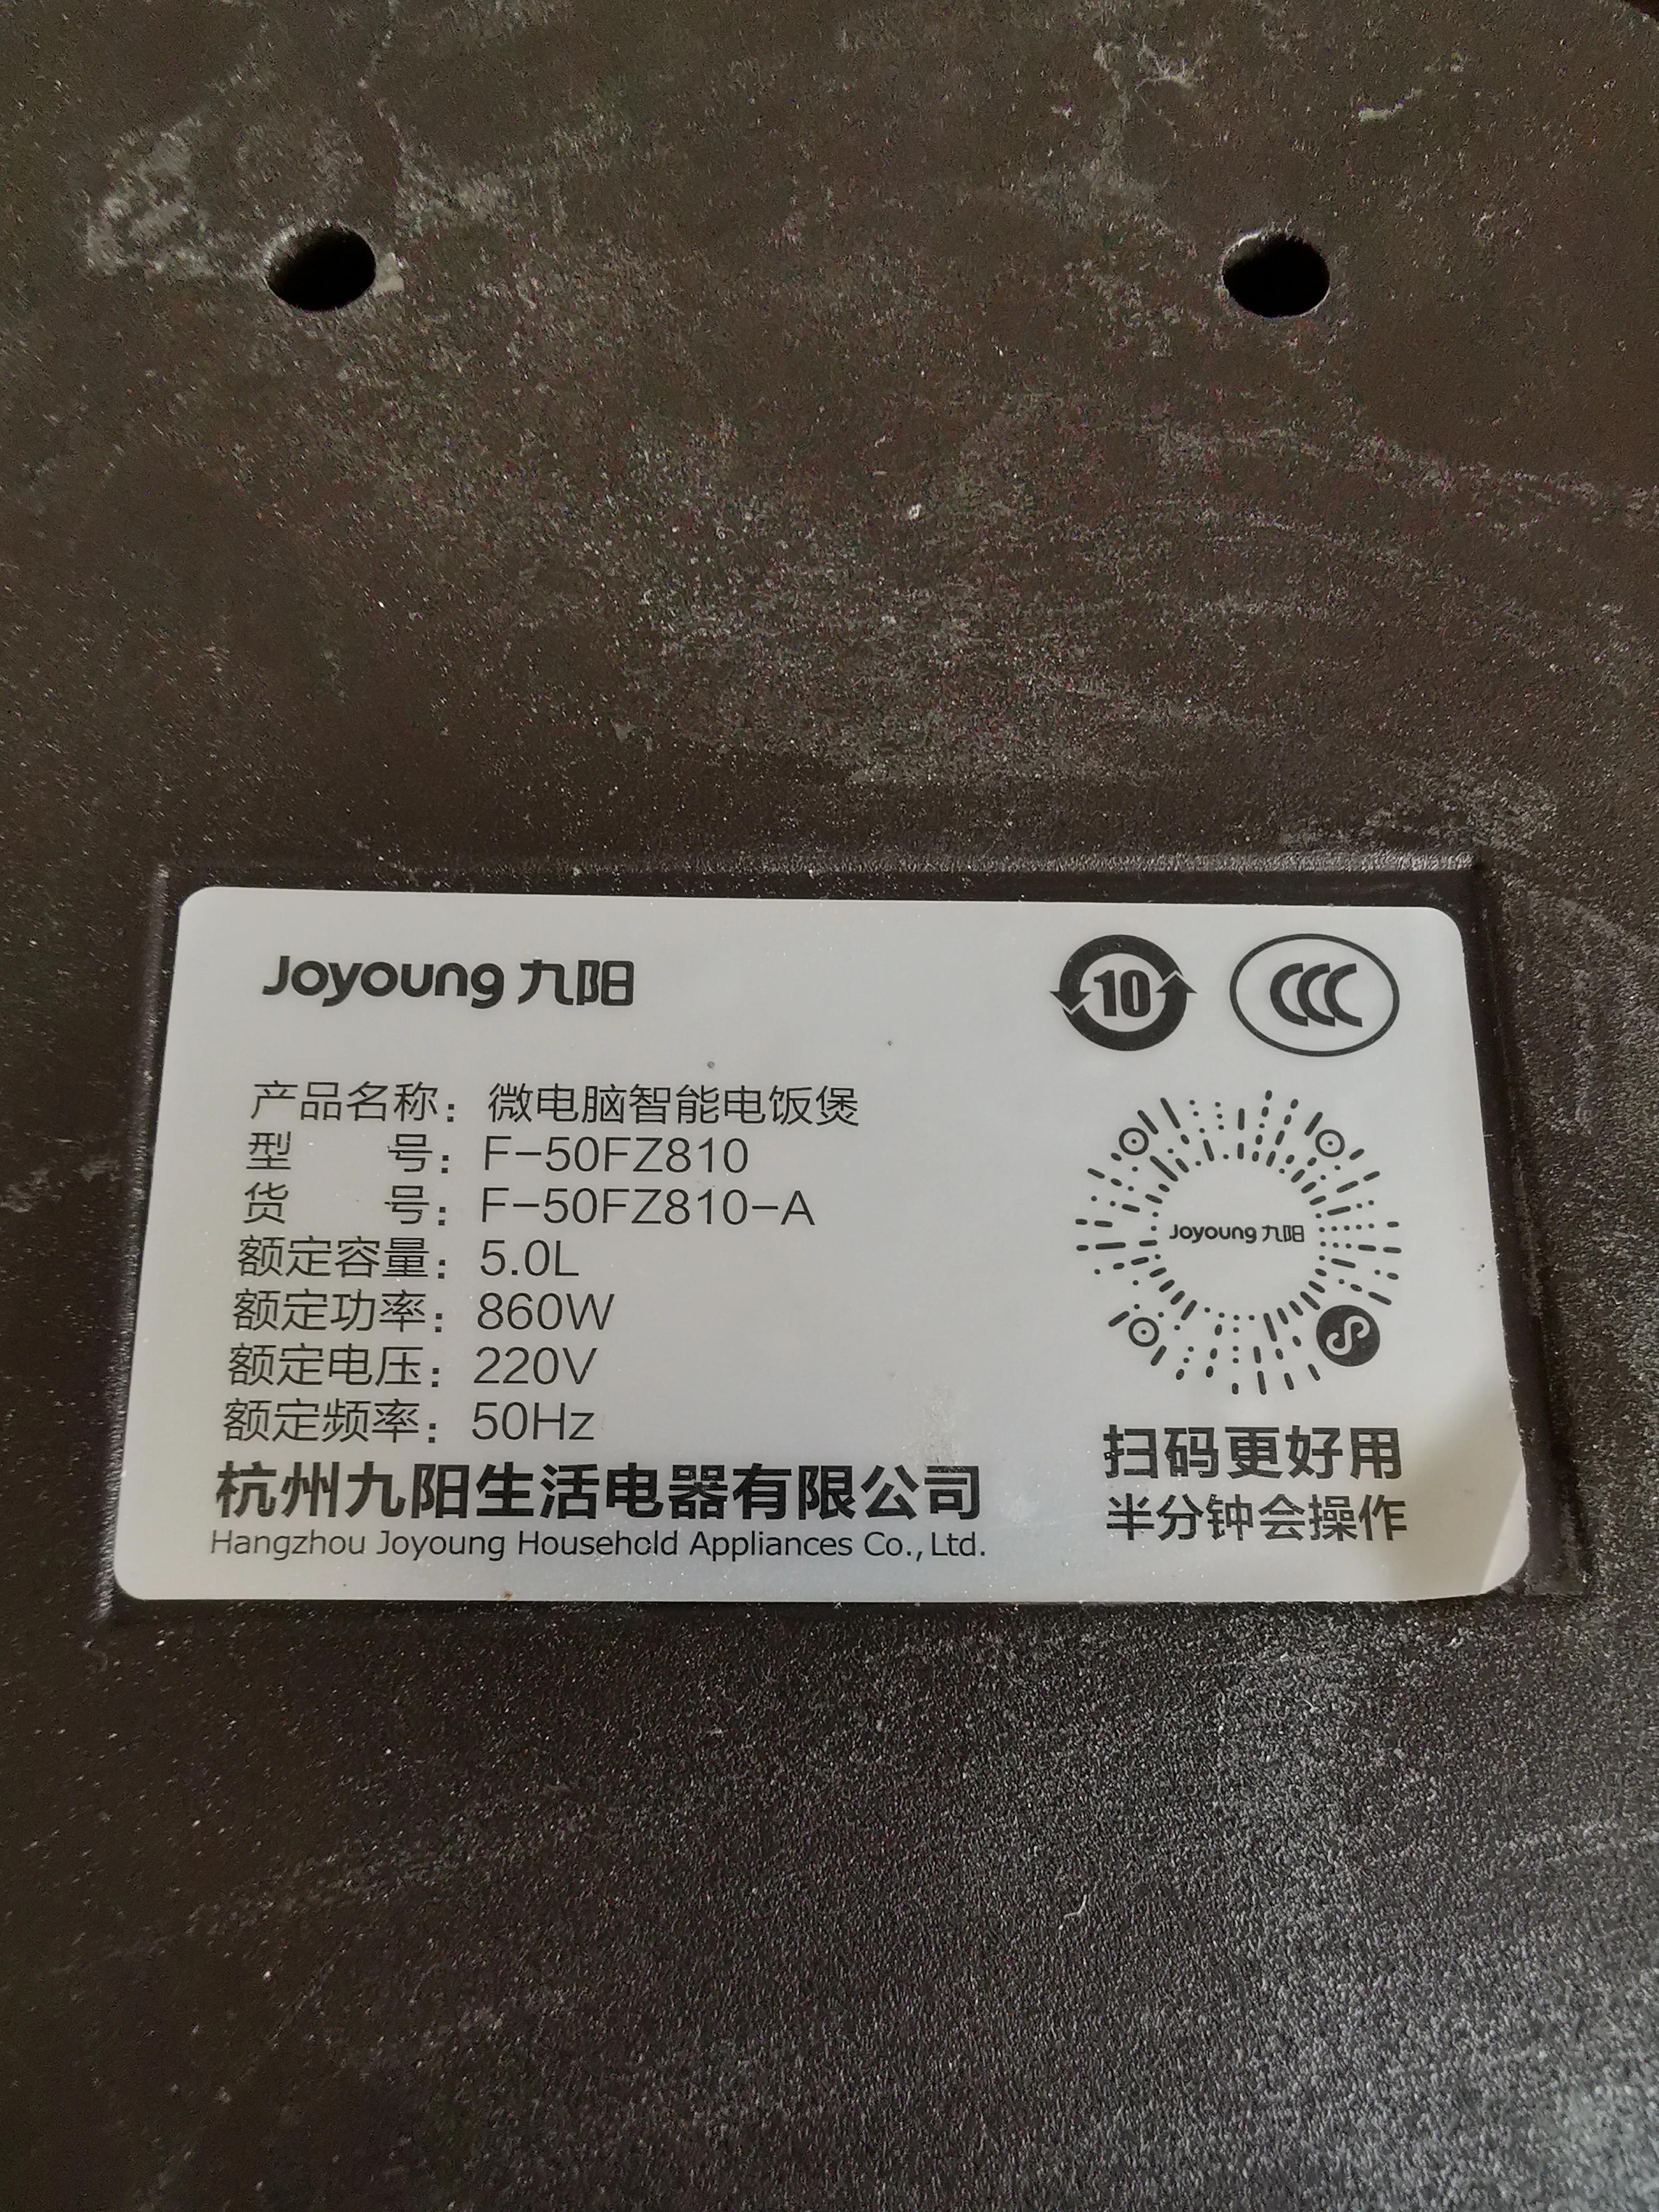 Joyoung 九阳
10
CCC
产品名称：微电脑智能电饭煲
型 号：F-50FZ810
货 号：F-50FZ810-A
额定容量：5.0L
额定功率：860W
额定电压：220V
额定频率：50Hz
杭州九阳生活电器有限公司
Hangzhou Joyoung Household Appliances Co., Ltd.
Joyoung 九阳
扫码更好用
半分钟会操作